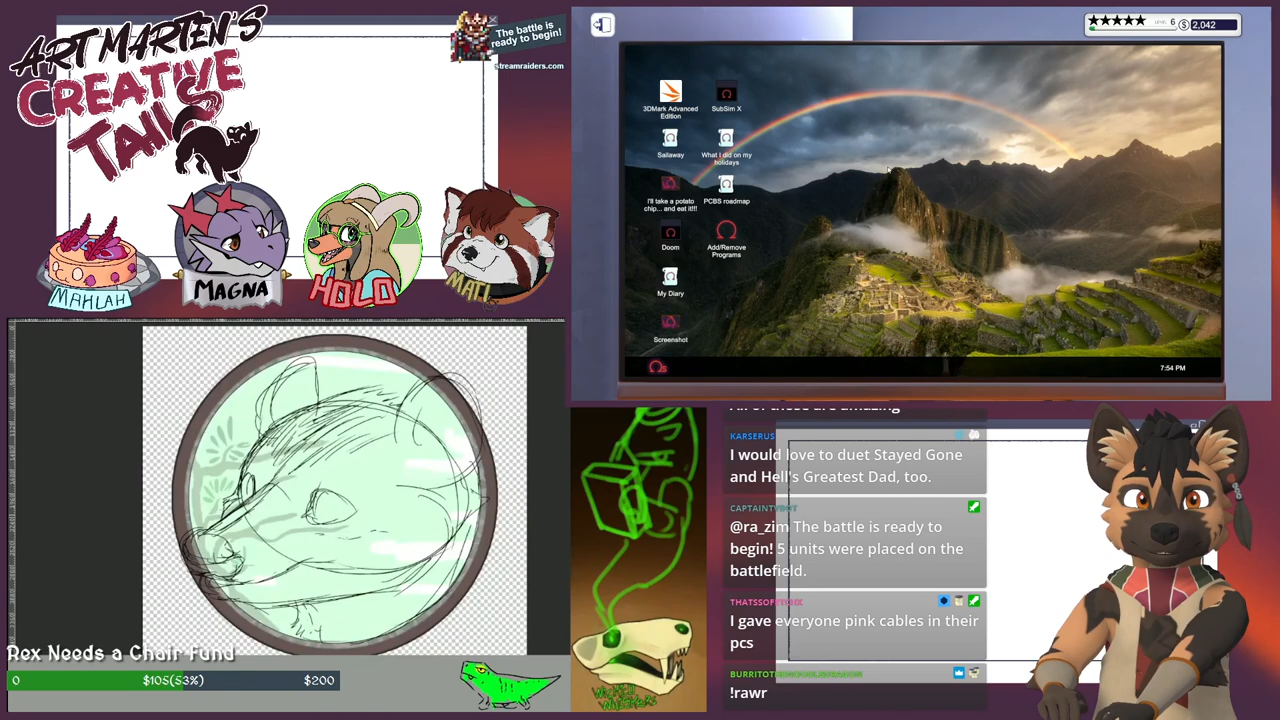 ART MARTEN'S
CREATIVE
TAILS
The battle is
ready to begin!
streamraiders.com
MAHLAH
MAGNA
HOLO
MATI
LEVEL 6
2,042
3DMark Advanced
Edition
SubSim X
Sailaway
What I did on my
holidays
I'll take a potato
chip... and eat it!!!
PCBS roadmap
Doom
Add/Remove
Programs
My Diary
Screenshot
7:54 PM
KARSERUS
I would love to duet Stayed Gone
and Hell's Greatest Dad, too.
@ra_zim The battle is ready to
begin! 5 units were placed on the
battlefield.
I gave everyone pink cables in their
pcs
!rawr
Rex Needs a Chair Fund
0
$105(53%)
$200